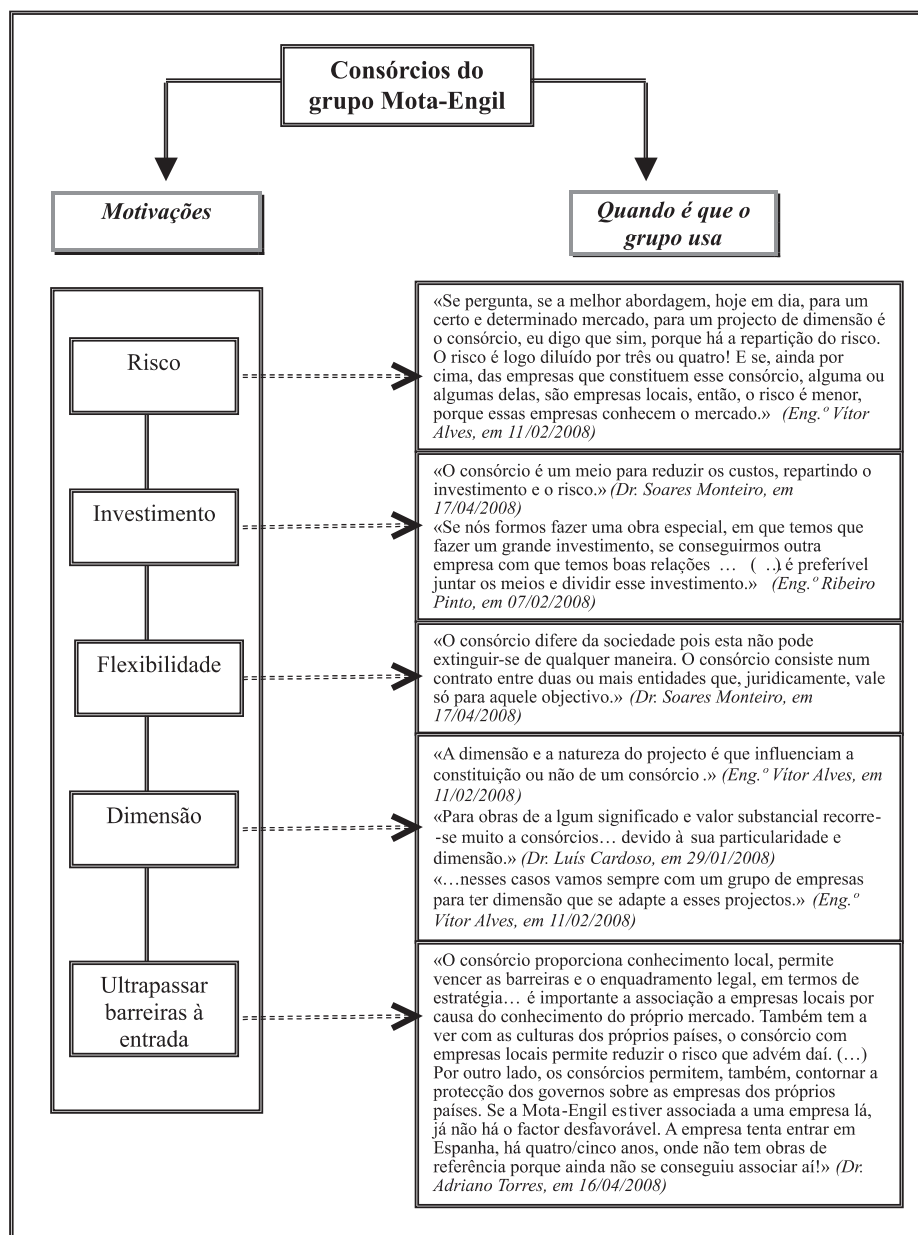 Consórcios do
grupo Mota-Engil
Motivações
Quando é que o
grupo usa
Risco
«Se pergunta, se a melhor abordagem, hoje em dia, para um
certo e determinado mercado, para um projecto de dimensão é
o consórcio, eu digo que sim, porque há a repartição do risco.
O risco é logo diluído por três ou quatro! E se, ainda por
cima, das empresas que constituem esse consórcio, alguma ou
algumas delas, são empresas locais, então, o risco é menor,
porque essas empresas conhecem o mercado.» (Eng.º Vítor
Alves, em 11/02/2008)
Investimento
«O consórcio é um meio para reduzir os custos, repartindo o
investimento e o risco.» (Dr. Soares Monteiro, em
17/04/2008)
«Se nós formos fazer uma obra especial, em que temos que
fazer um grande investimento, se conseguirmos outra
empresa com que temos boas relações … ( ..) é preferível
juntar os meios e dividir esse investimento.» (Eng.º Ribeiro
Pinto, em 07/02/2008)
Flexibilidade
«O consórcio difere da sociedade pois esta não pode
extinguir-se de qualquer maneira. O consórcio consiste num
contrato entre duas ou mais entidades que, juridicamente, vale
só para aquele objectivo.» (Dr. Soares Monteiro, em
17/04/2008)
Dimensão
«A dimensão e a natureza do projecto é que influenciam a
constituição ou não de um consórcio .» (Eng.º Vítor Alves, em
11/02/2008)
«Para obras de a lgum significado e valor substancial recorre-
-se muito a consórcios… devido à sua particularidade e
dimensão.» (Dr. Luís Cardoso, em 29/01/2008)
«…nesses casos vamos sempre com um grupo de empresas
para ter dimensão que se adapte a esses projectos.» (Eng.º
Vítor Alves, em 11/02/2008)
Ultrapassar
barreiras à
entrada
«O consórcio proporciona conhecimento local, permite
vencer as barreiras e o enquadramento legal, em termos de
estratégia… é importante a associação a empresas locais por
causa do conhecimento do próprio mercado. Também tem a
ver com as culturas dos próprios países, o consórcio com
empresas locais permite reduzir o risco que advém daí. (…)
Por outro lado, os consórcios permitem, também, contornar a
protecção dos governos sobre as empresas dos próprios
países. Se a Mota-Engil estiver associada a uma empresa lá,
já não há o factor desfavorável. A empresa tenta entrar em
Espanha, há quatro/cinco anos, onde não tem obras de
referência porque ainda não se conseguiu associar aí!» (Dr.
Adriano Torres, em 16/04/2008)